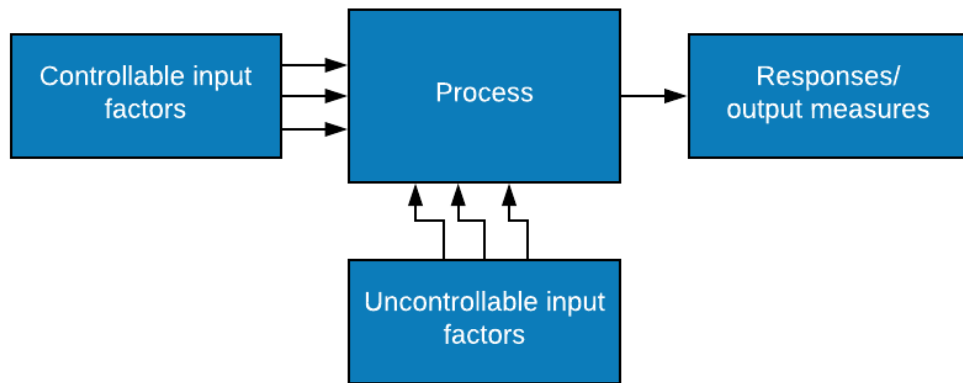 Controllable input
factors
Process
Responses/
output measures
Uncontrollable input
factors